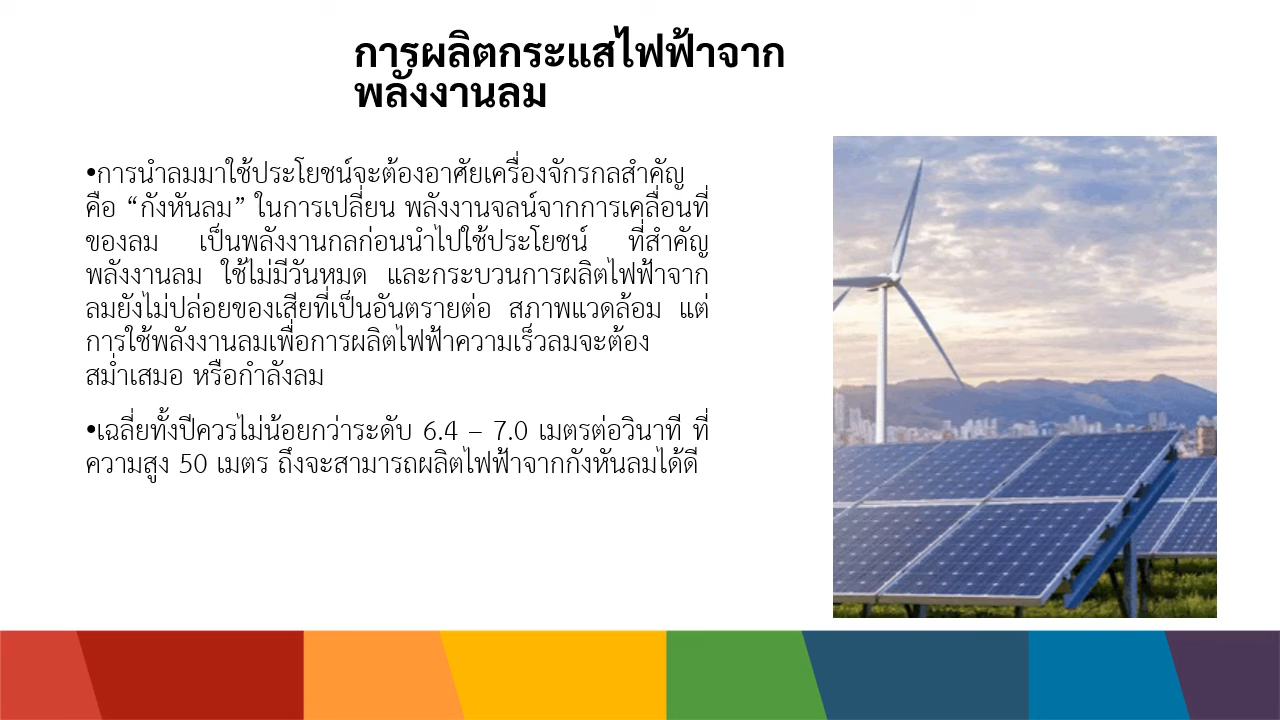 การผลิตกระแสไฟฟ้าจาก
พลังงานลม
•การนำลมมาใช้ประโยชน์จะต้องอาศัยเครื่องจักรกลสำคัญ
คือ “กังหันลม” ในการเปลี่ยน พลังงานจลน์จากการเคลื่อนที่
ของลม เป็นพลังงานกลก่อนนำไปใช้ประโยชน์ ที่สำคัญ
พลังงานลม ใช้ไม่มีวันหมด และกระบวนการผลิตไฟฟ้าจาก
ลมยังไม่ปล่อยของเสียที่เป็นอันตรายต่อ สภาพแวดล้อม แต่
การใช้พลังงานลมเพื่อการผลิตไฟฟ้าความเร็วลมจะต้อง
สม่ำเสมอ หรือกำลังลม
•เฉลี่ยทั้งปีควรไม่น้อยกว่าระดับ 6.4 – 7.0 เมตรต่อวินาที ที่
ความสูง 50 เมตร ถึงจะสามารถผลิตไฟฟ้าจากกังหันลมได้ดี